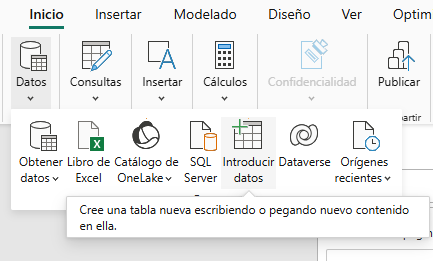 Inicio Insertar Modelado Diseño Ver Optim
Datos Consultas Insertar Cálculos Confidencialidad Publicar
partir
Obtener Libro de Catálogo de SQL Introducir Dataverse Orígenes
datos Excel OneLake Server datos recientes
Cree una tabla nueva escribiendo o pegando nuevo contenido
en ella.